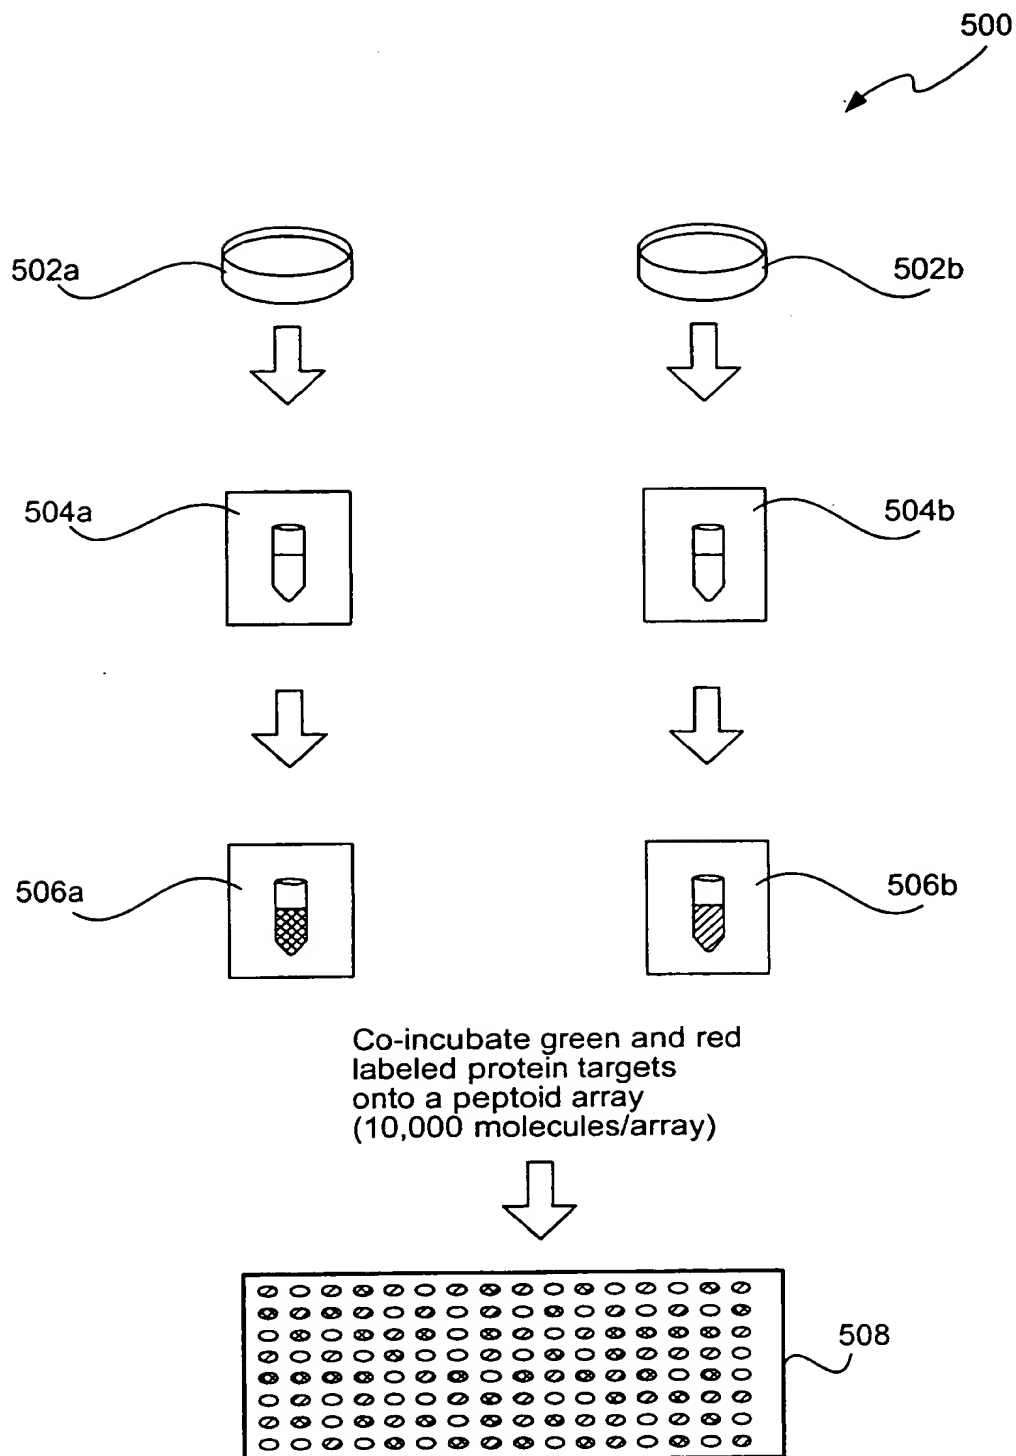 500
502a
502b
504a
504b
506a
506b
Co-incubate green and red
labeled protein targets
onto a peptoid array
(10,000 molecules/array)
508